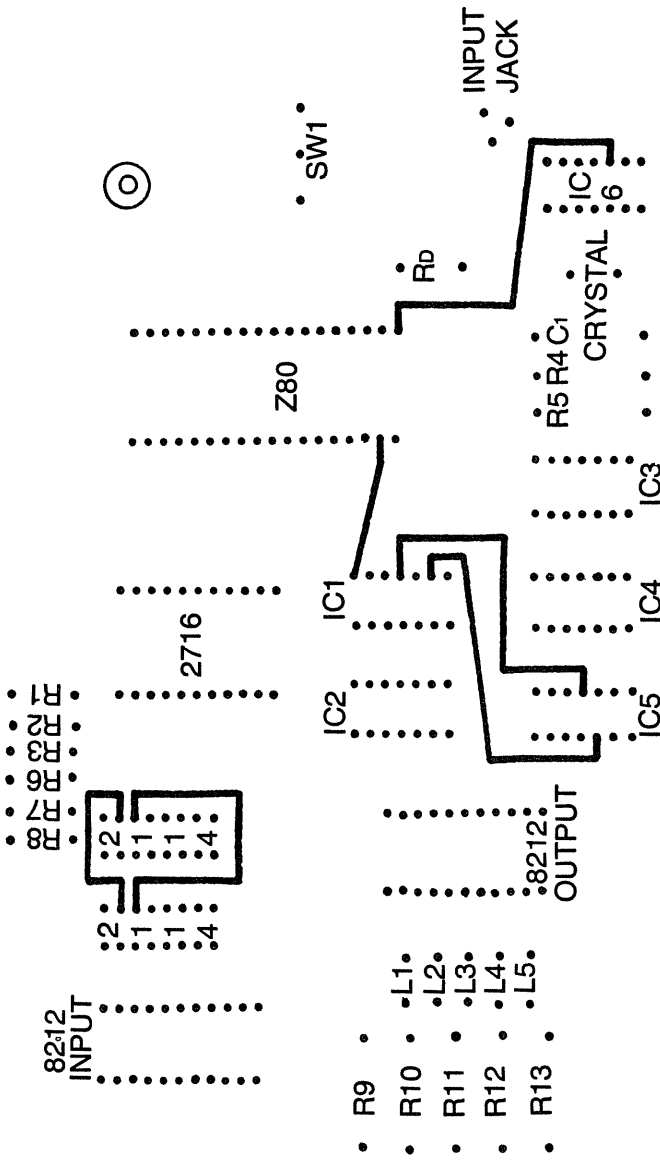 INPUT
JACK
SW1
IC
6
RD
CRYSTAL
Z80
R5 R4 C1
IC3
IC1
IC4
2716
IC2
IC5
R1
R2
R3
R6
R7
R8
2
1
1
4
2
1
1
4
8212
OUTPUT
8212
INPUT
L1
L2
L3
L4
L5
R9
R10
R11
R12
R13